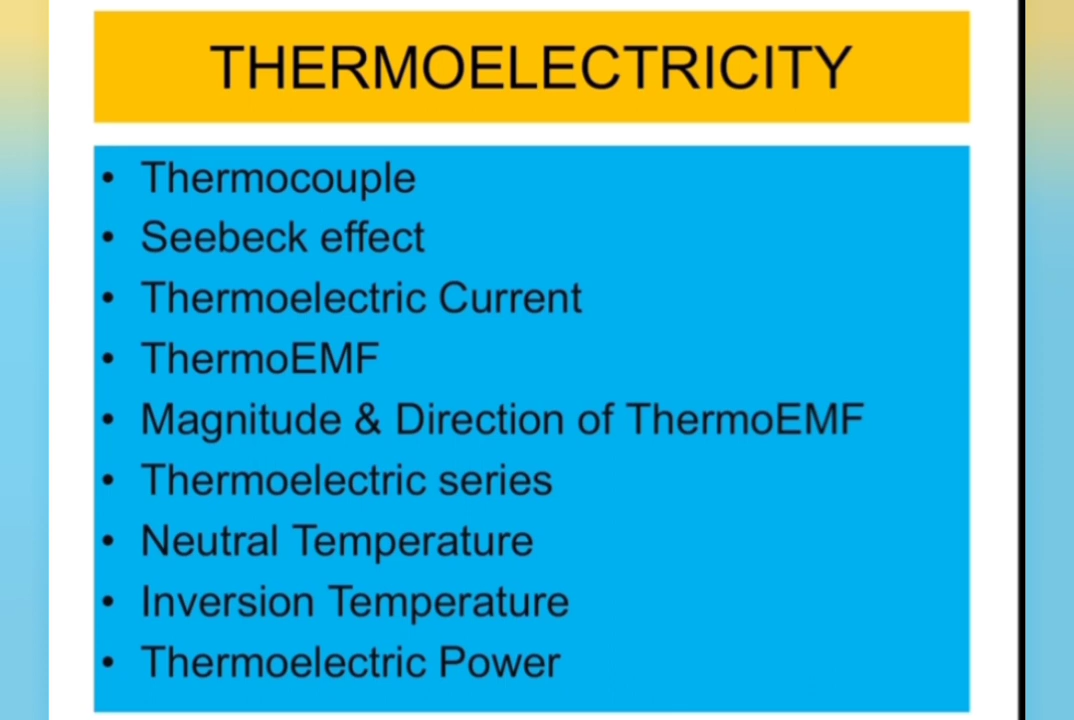 THERMOELECTRICITY
• Thermocouple
• Seebeck effect
• Thermoelectric Current
• ThermoEMF
• Magnitude & Direction of ThermoEMF
• Thermoelectric series
• Neutral Temperature
• Inversion Temperature
• Thermoelectric Power